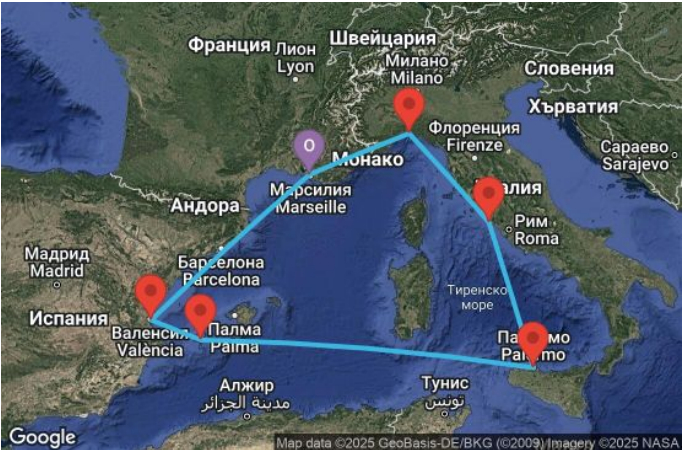 Франция
Лион
Lyon
Швейцария
Милано
Milano
Словения
Хърватия
Флоренция
Firenze
Сараево
Sarajevo
O
Монако
Марсилия
Marseille
Андора
Рим
Roma
Мадрид
Madrid
Барселона
Barcelona
Тиренско
море
Испания
Валенсия
València
Палма
Palma
Алжир
مدينة الجزائر
Тунис
تونس
Google
Map data ©2025 GeoBasis-DE/BKG (©2009) Imagery ©2025 NASA